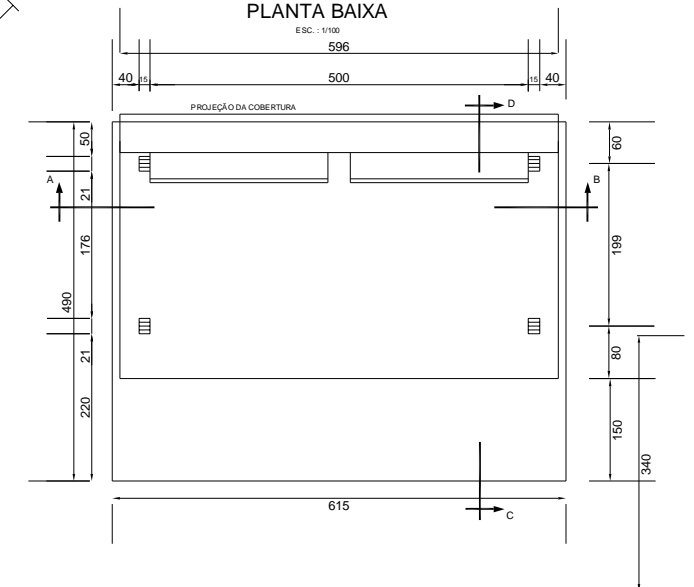 PLANTA BAIXA
ESC. : 1/100
596
40 15 500 15 40
PROJEÇÃO DA COBERTURA
D
50
60
A
B
21
176
199
490
21
80
220
150
340
615
C